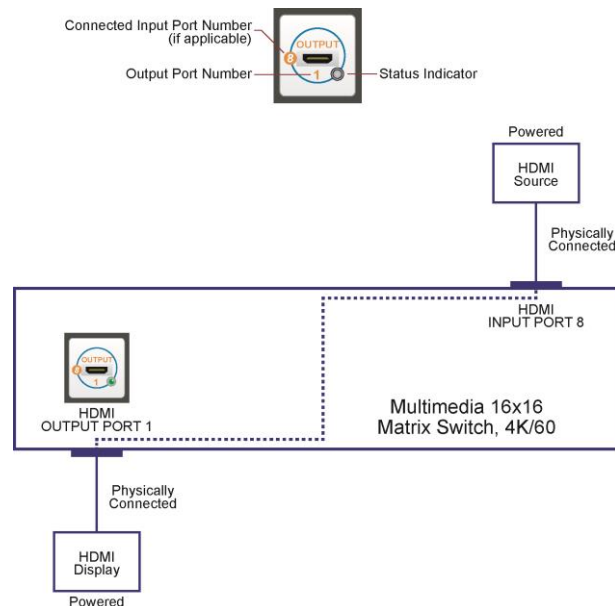 Connected Input Port Number
(if applicable)
OUTPUT
8
Output Port Number
1
Status Indicator
Powered
HDMI
Source
Physically
Connected
HDMI
INPUT PORT 8
OUTPUT
8
1
HDMI
OUTPUT PORT 1
Multimedia 16x16
Matrix Switch, 4K/60
Physically
Connected
HDMI
Display
Powered